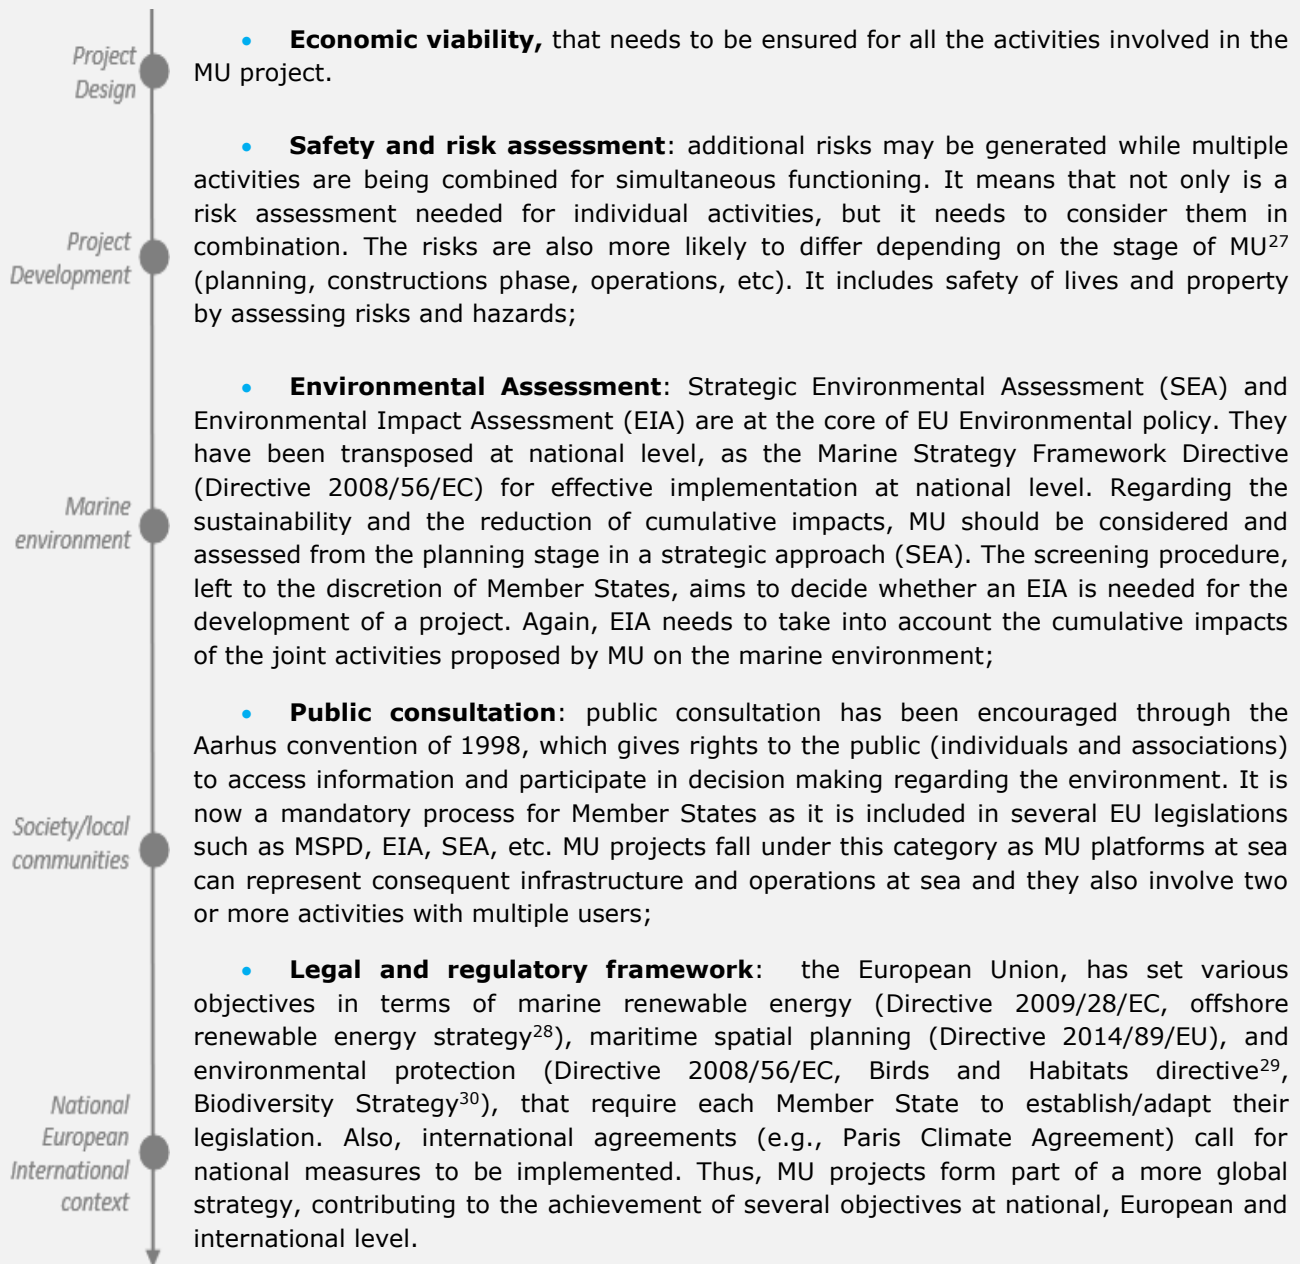 Project
Design
• Economic viability, that needs to be ensured for all the activities involved in the
MU project.
Project
Development
• Safety and risk assessment: additional risks may be generated while multiple
activities are being combined for simultaneous functioning. It means that not only is a
risk assessment needed for individual activities, but it needs to consider them in
combination. The risks are also more likely to differ depending on the stage of MU27
(planning, constructions phase, operations, etc). It includes safety of lives and property
by assessing risks and hazards;
Marine
environment
• Environmental Assessment: Strategic Environmental Assessment (SEA) and
Environmental Impact Assessment (EIA) are at the core of EU Environmental policy. They
have been transposed at national level, as the Marine Strategy Framework Directive
(Directive 2008/56/EC) for effective implementation at national level. Regarding the
sustainability and the reduction of cumulative impacts, MU should be considered and
assessed from the planning stage in a strategic approach (SEA). The screening procedure,
left to the discretion of Member States, aims to decide whether an EIA is needed for the
development of a project. Again, EIA needs to take into account the cumulative impacts
of the joint activities proposed by MU on the marine environment;
Society/local
communities
• Public consultation: public consultation has been encouraged through the
Aarhus convention of 1998, which gives rights to the public (individuals and associations)
to access information and participate in decision making regarding the environment. It is
now a mandatory process for Member States as it is included in several EU legislations
such as MSPD, EIA, SEA, etc. MU projects fall under this category as MU platforms at sea
can represent consequent infrastructure and operations at sea and they also involve two
or more activities with multiple users;
National
European
International
context
• Legal and regulatory framework: the European Union, has set various
objectives in terms of marine renewable energy (Directive 2009/28/EC, offshore
renewable energy strategy28), maritime spatial planning (Directive 2014/89/EU), and
environmental protection (Directive 2008/56/EC, Birds and Habitats directive29,
Biodiversity Strategy30), that require each Member State to establish/adapt their
legislation. Also, international agreements (e.g., Paris Climate Agreement) call for
national measures to be implemented. Thus, MU projects form part of a more global
strategy, contributing to the achievement of several objectives at national, European and
international level.